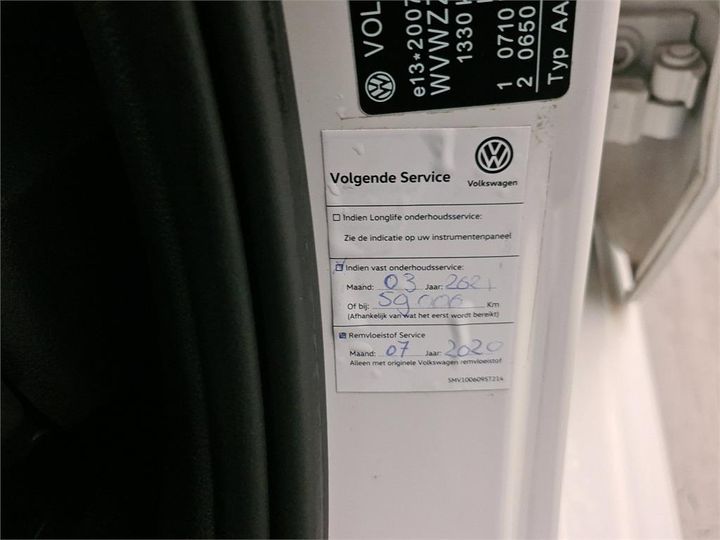 VOL
e13*2007
WVWZZ
1330 K
1 0710
2 0650
Typ AA
Volgende Service
Volkswagen
Indien Longlife onderhoudsservice:
Zie de indicatie op uw instrumentenpaneel
Indien vast onderhoudsservice:
Maand: 03 Jaar: 2021
Of bij: 59000 Km
(Afhankelijk van wat het eerst wordt bereikt)
Remvloeistof Service
Maand: 07 Jaar: 2020
Alleen met originele Volkswagen remvloeistof
5MV1006095T214